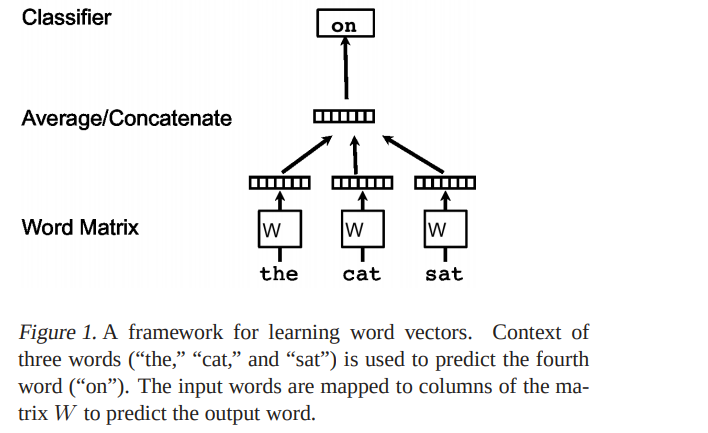 Classifier
on
Average/Concatenate
Word Matrix
W W W
the cat sat
Figure 1. A framework for learning word vectors. Context of
three words (“the,” “cat,” and “sat”) is used to predict the fourth
word (“on”). The input words are mapped to columns of the ma-
trix W to predict the output word.